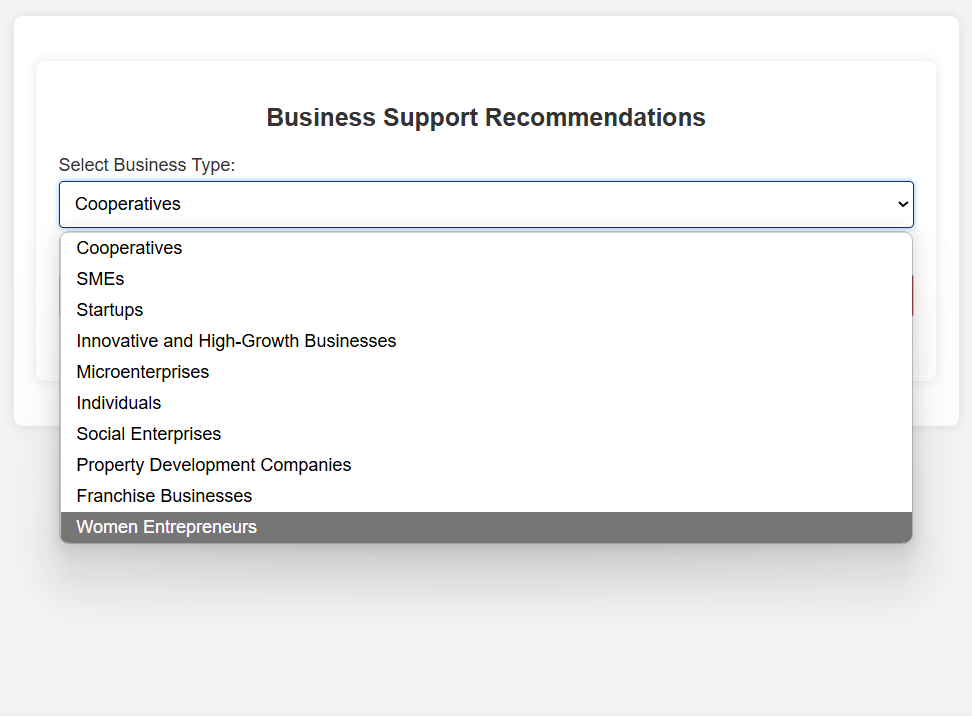 Business Support Recommendations
Select Business Type:
Cooperatives
Cooperatives
SMEs
Startups
Innovative and High-Growth Businesses
Microenterprises
Individuals
Social Enterprises
Property Development Companies
Franchise Businesses
Women Entrepreneurs